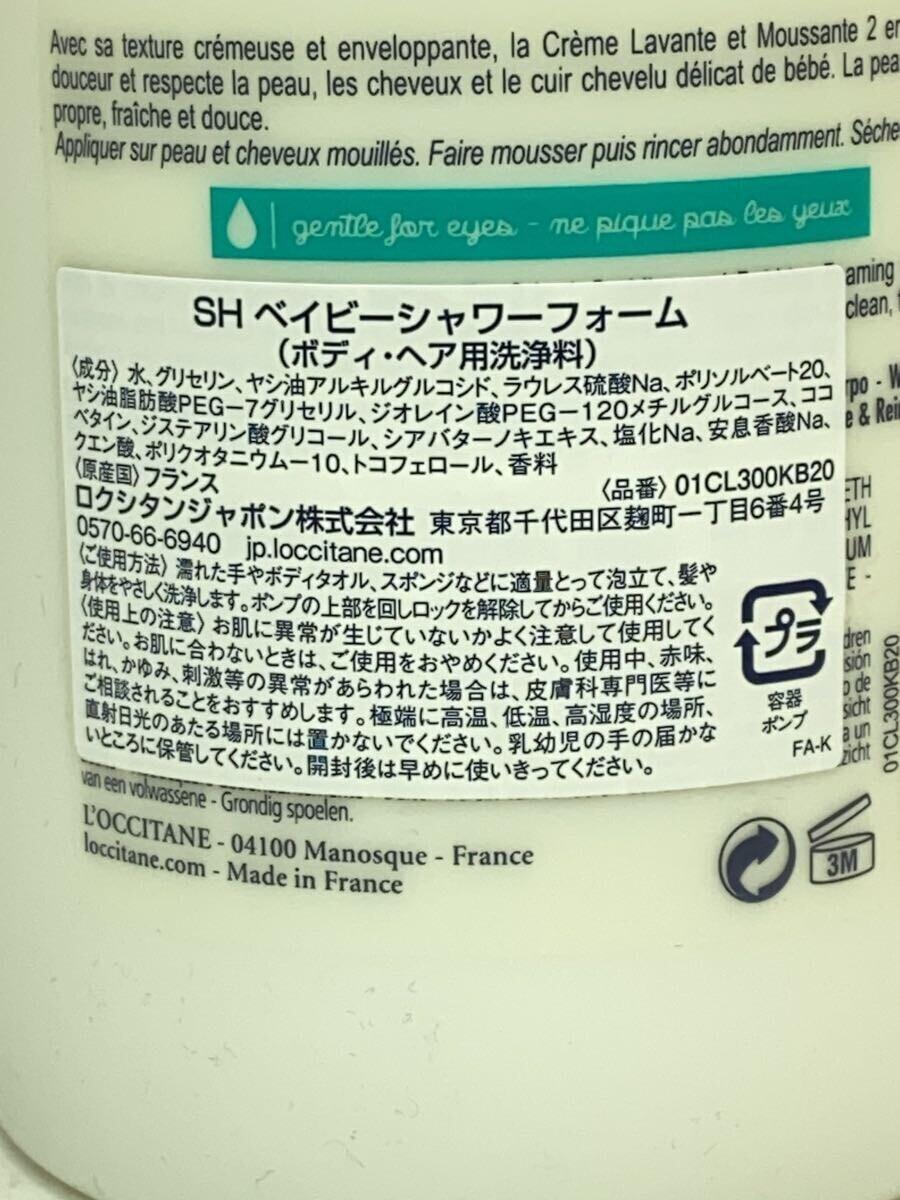 Avec sa texture crémeuse et enveloppante, la Crème Lavante et Moussante 2 en
douceur et respecte la peau, les cheveux et le cuir chevelu délicat de bébé. La pea
propre, fraîche et douce.
Appliquer sur peau et cheveux mouillés. Faire mousser puis rincer abondamment. Séche
gentle for eyes - ne pique pas les yeux
aming
clean,
SH ベイビーシャワーフォーム
(ボディ・ヘア用洗浄料)
〈成分〉水、グリセリン、ヤシ油アルキルグルコシド、ラウレス硫酸Na、ポリソルベート20、
ヤシ油脂肪酸PEG-7グリセリル、ジオレイン酸PEG-120メチルグルコース、ココ
ベタイン、ジステアリン酸グリコール、シアバターノキエキス、塩化Na、安息香酸Na、
クエン酸、ポリクオタニウム-10、トコフェロール、香料
〈原産国〉フランス 〈品番〉01CL300KB20
ロクシタンジャポン株式会社 東京都千代田区麹町一丁目6番4号
0570-66-6940 jp.loccitane.com
〈ご使用方法〉濡れた手やボディタオル、スポンジなどに適量とって泡立て、髪や
身体をやさしく洗浄します。ポンプの上部を回しロックを解除してからご使用ください。
〈使用上の注意〉お肌に異常が生じていないかよく注意して使用してく
ださい。お肌に合わないときは、ご使用をおやめください。使用中、赤味、
はれ、かゆみ、刺激等の異常があらわれた場合は、皮膚科専門医等に
ご相談されることをおすすめします。極端に高温、低温、高湿度の場所、
直射日光のあたる場所には置かないでください。乳幼児の手の届かな
いところに保管してください。開封後は早めに使いきってください。
プラ
容器
ポンプ
FA-K
po - W
e & Rei
ETH
HYL
UM
E -
dren
sión
o de
sicht
a un
zicht
01CL300KB20
van een volwassene - Grondig spoelen.
L'OCCITANE - 04100 Manosque - France
loccitane.com - Made in France
3M